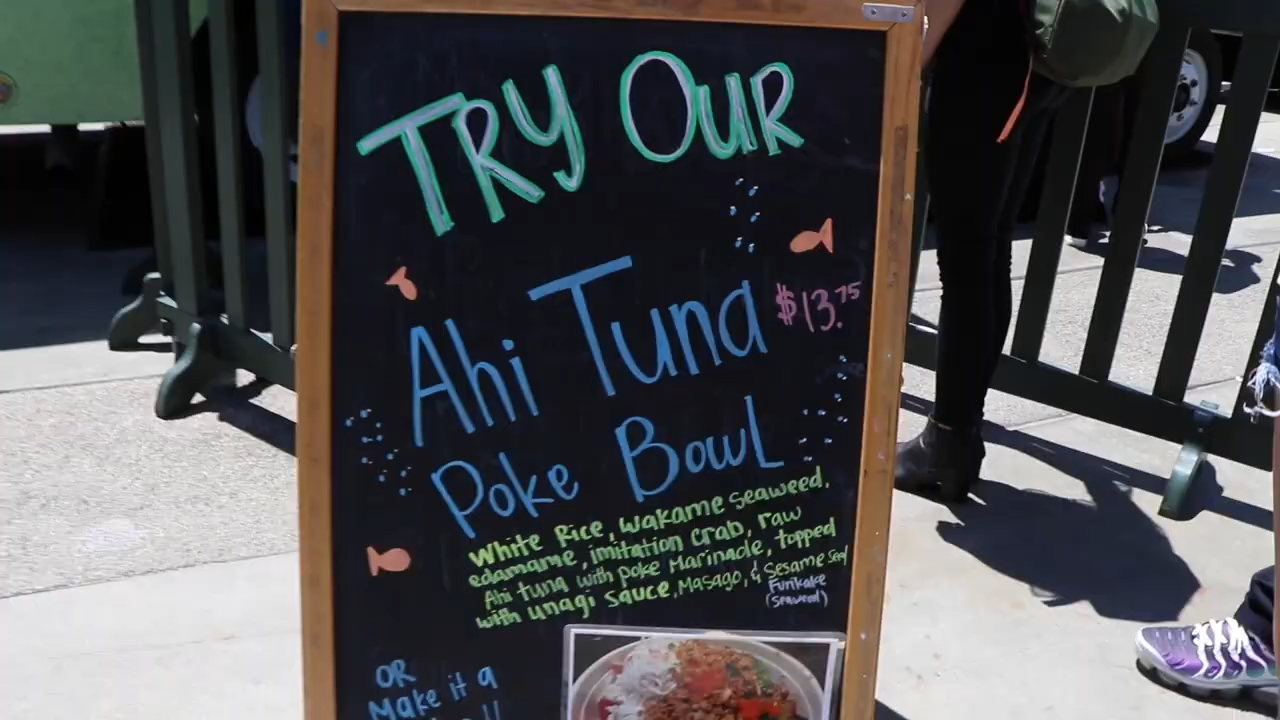 TRY OUR
Ahi Tuna $13.75
Poke Bowl
White Rice, wakame seaweed,
edamame, imitation crab, raw
Ahi tuna with poke Marinade, topped
with unagi sauce, Masago, & Sesame
Furikake
(seaweed)
OR
Make it a